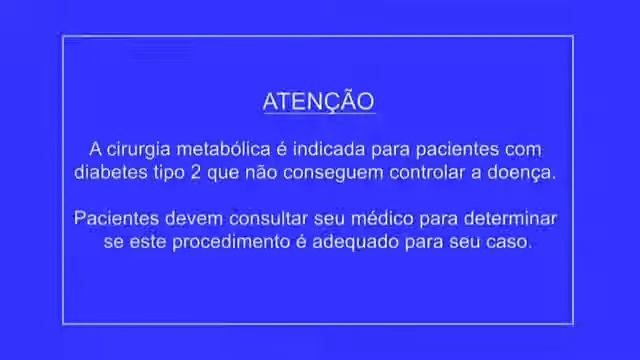 ATENÇÃO
A cirurgia metabólica é indicada para pacientes com
diabetes tipo 2 que não conseguem controlar a doença.
Pacientes devem consultar seu médico para determinar
se este procedimento é adequado para seu caso.